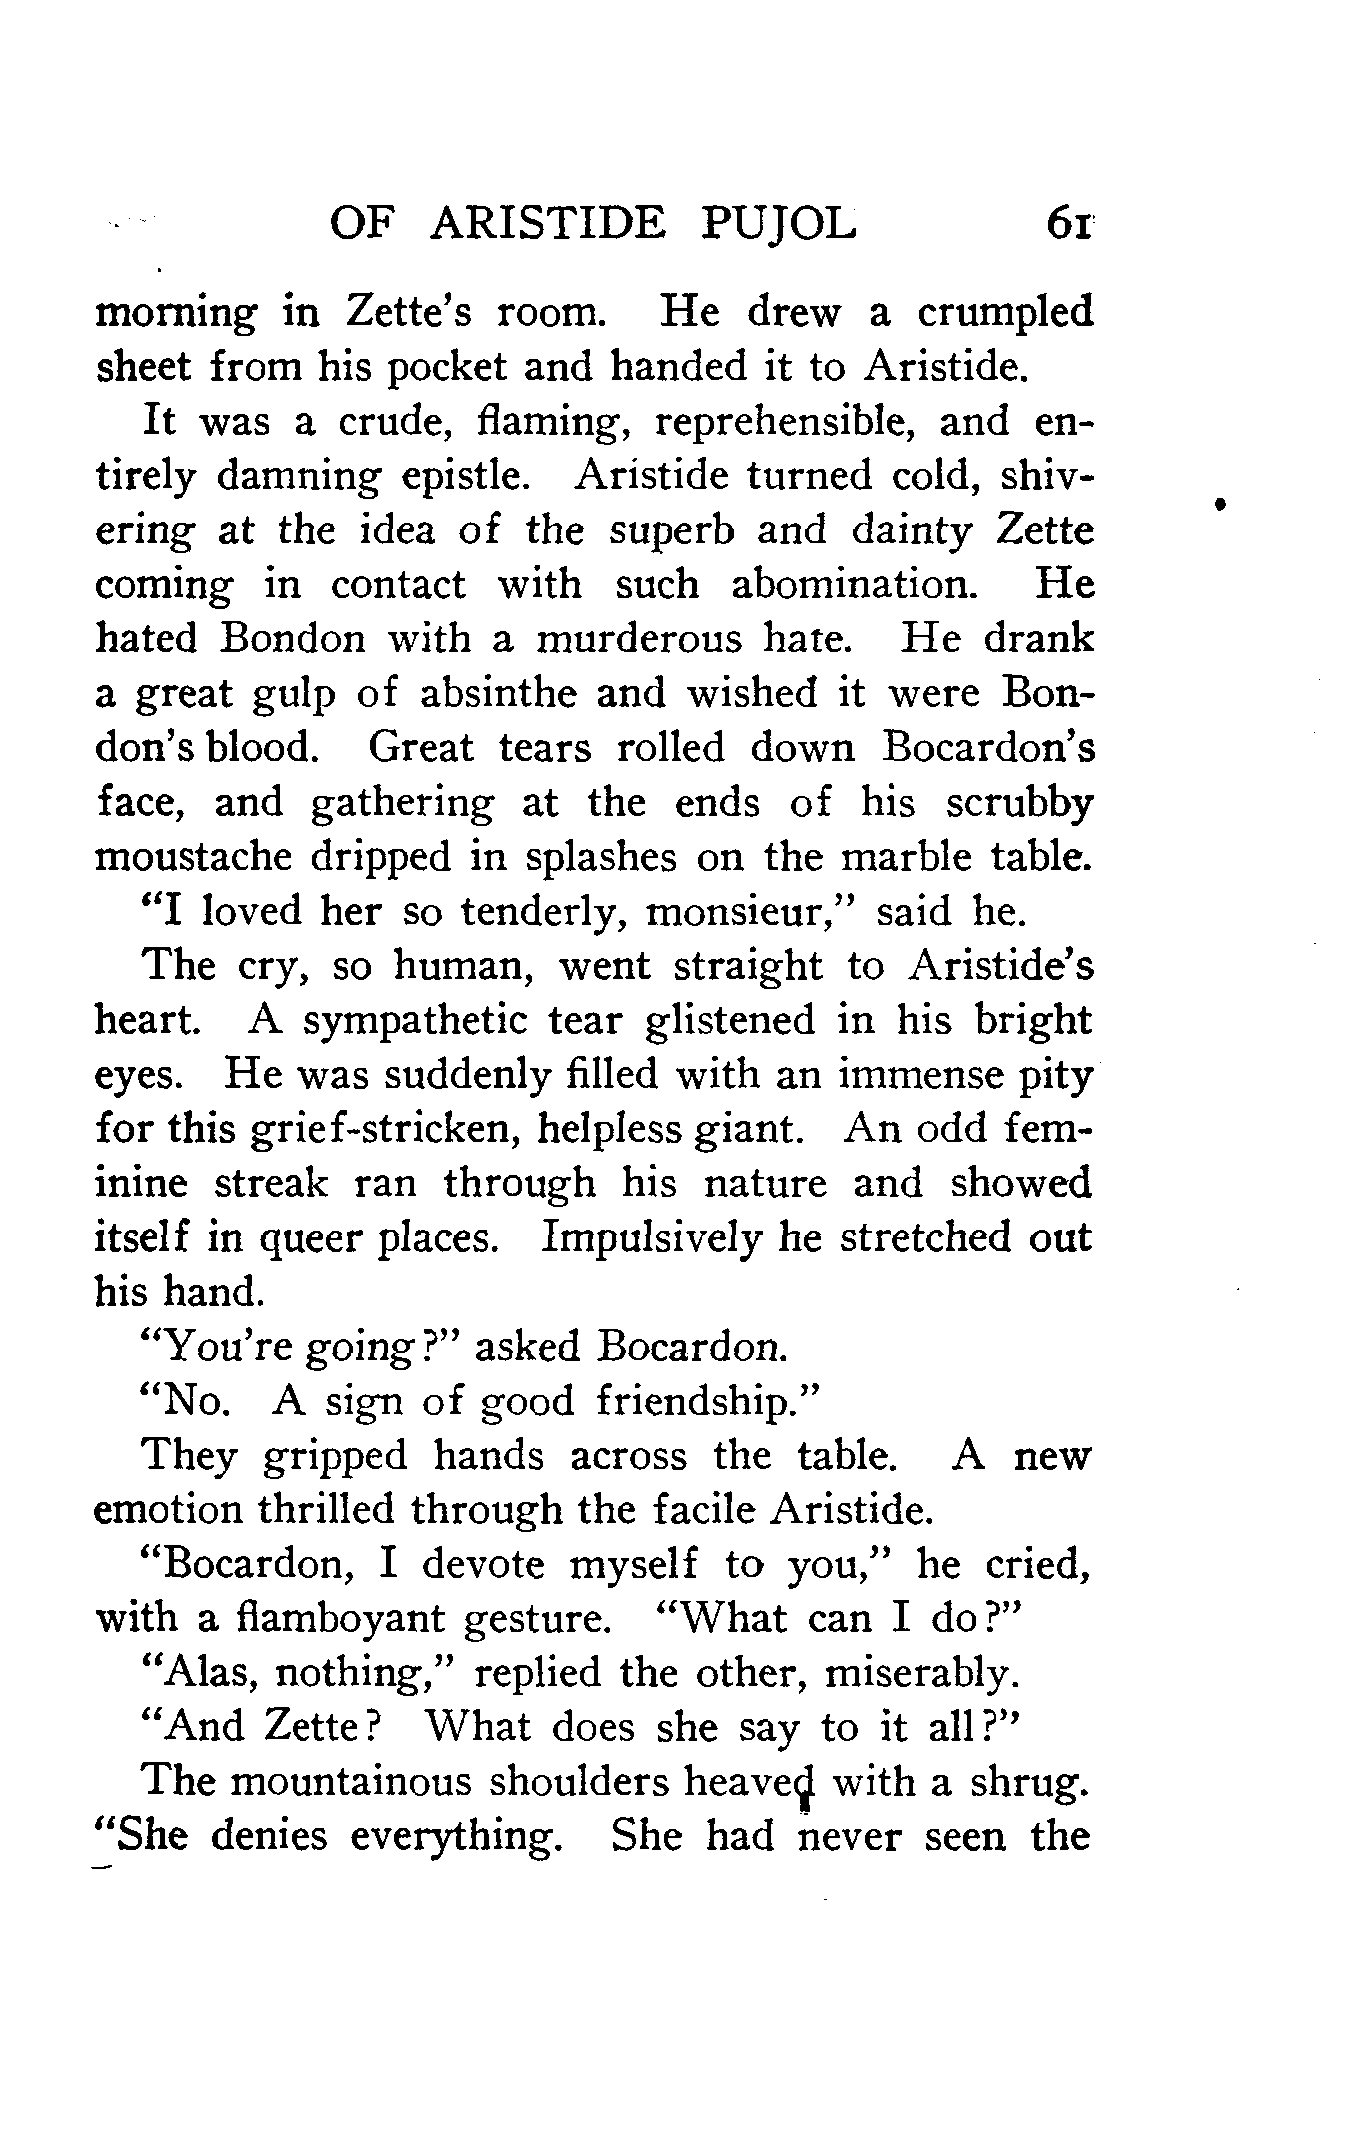 OF ARISTIDE PUJOL 61
morning in Zette's room. He drew a crumpled
sheet from his pocket and handed it to Aristide.
It was a crude, flaming, reprehensible, and en-
tirely damning epistle. Aristide turned cold, shiv-
ering at the idea of the superb and dainty Zette
coming in contact with such abomination. He
hated Bondon with a murderous hate. He drank
a great gulp of absinthe and wished it were Bon-
don's blood. Great tears rolled down Bocardon's
face, and gathering at the ends of his scrubby
moustache dripped in splashes on the marble table.
"I loved her so tenderly, monsieur," said he.
The cry, so human, went straight to Aristide's
heart. A sympathetic tear glistened in his bright
eyes. He was suddenly filled with an immense pity
for this grief-stricken, helpless giant. An odd fem-
inine streak ran through his nature and showed
itself in queer places. Impulsively he stretched out
his hand.
"You're going?" asked Bocardon.
"No. A sign of good friendship."
They gripped hands across the table. A new
emotion thrilled through the facile Aristide.
"Bocardon, I devote myself to you," he cried,
with a flamboyant gesture. "What can I do?"
"Alas, nothing," replied the other, miserably.
"And Zette? What does she say to it all?"
The mountainous shoulders heaved with a shrug.
"She denies everything. She had never seen the